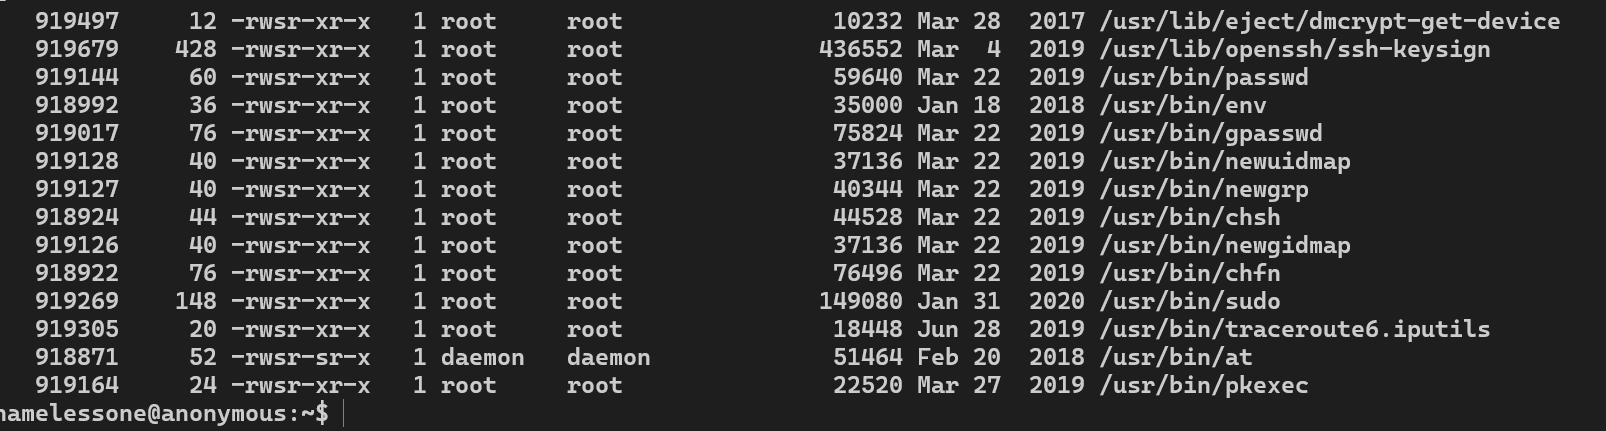 919497     12 -rwsr-xr-x   1 root     root               10232 Mar 28  2017 /usr/lib/eject/dmcrypt-get-device
919679    428 -rwsr-xr-x   1 root     root              436552 Mar  4  2019 /usr/lib/openssh/ssh-keysign
919144     60 -rwsr-xr-x   1 root     root               59640 Mar 22  2019 /usr/bin/passwd
918992     36 -rwsr-xr-x   1 root     root               35000 Jan 18  2018 /usr/bin/env
919017     76 -rwsr-xr-x   1 root     root               75824 Mar 22  2019 /usr/bin/gpasswd
919128     40 -rwsr-xr-x   1 root     root               37136 Mar 22  2019 /usr/bin/newuidmap
919127     40 -rwsr-xr-x   1 root     root               40344 Mar 22  2019 /usr/bin/newgrp
918924     44 -rwsr-xr-x   1 root     root               44528 Mar 22  2019 /usr/bin/chsh
919126     40 -rwsr-xr-x   1 root     root               37136 Mar 22  2019 /usr/bin/newgidmap
918922     76 -rwsr-xr-x   1 root     root               76496 Mar 22  2019 /usr/bin/chfn
919269    148 -rwsr-xr-x   1 root     root              149080 Jan 31  2020 /usr/bin/sudo
919305     20 -rwsr-xr-x   1 root     root               18448 Jun 28  2019 /usr/bin/traceroute6.iputils
918871     52 -rwsr-sr-x   1 daemon   daemon             51464 Feb 20  2018 /usr/bin/at
919164     24 -rwsr-xr-x   1 root     root               22520 Mar 27  2019 /usr/bin/pkexec
namelessone@anonymous:~$